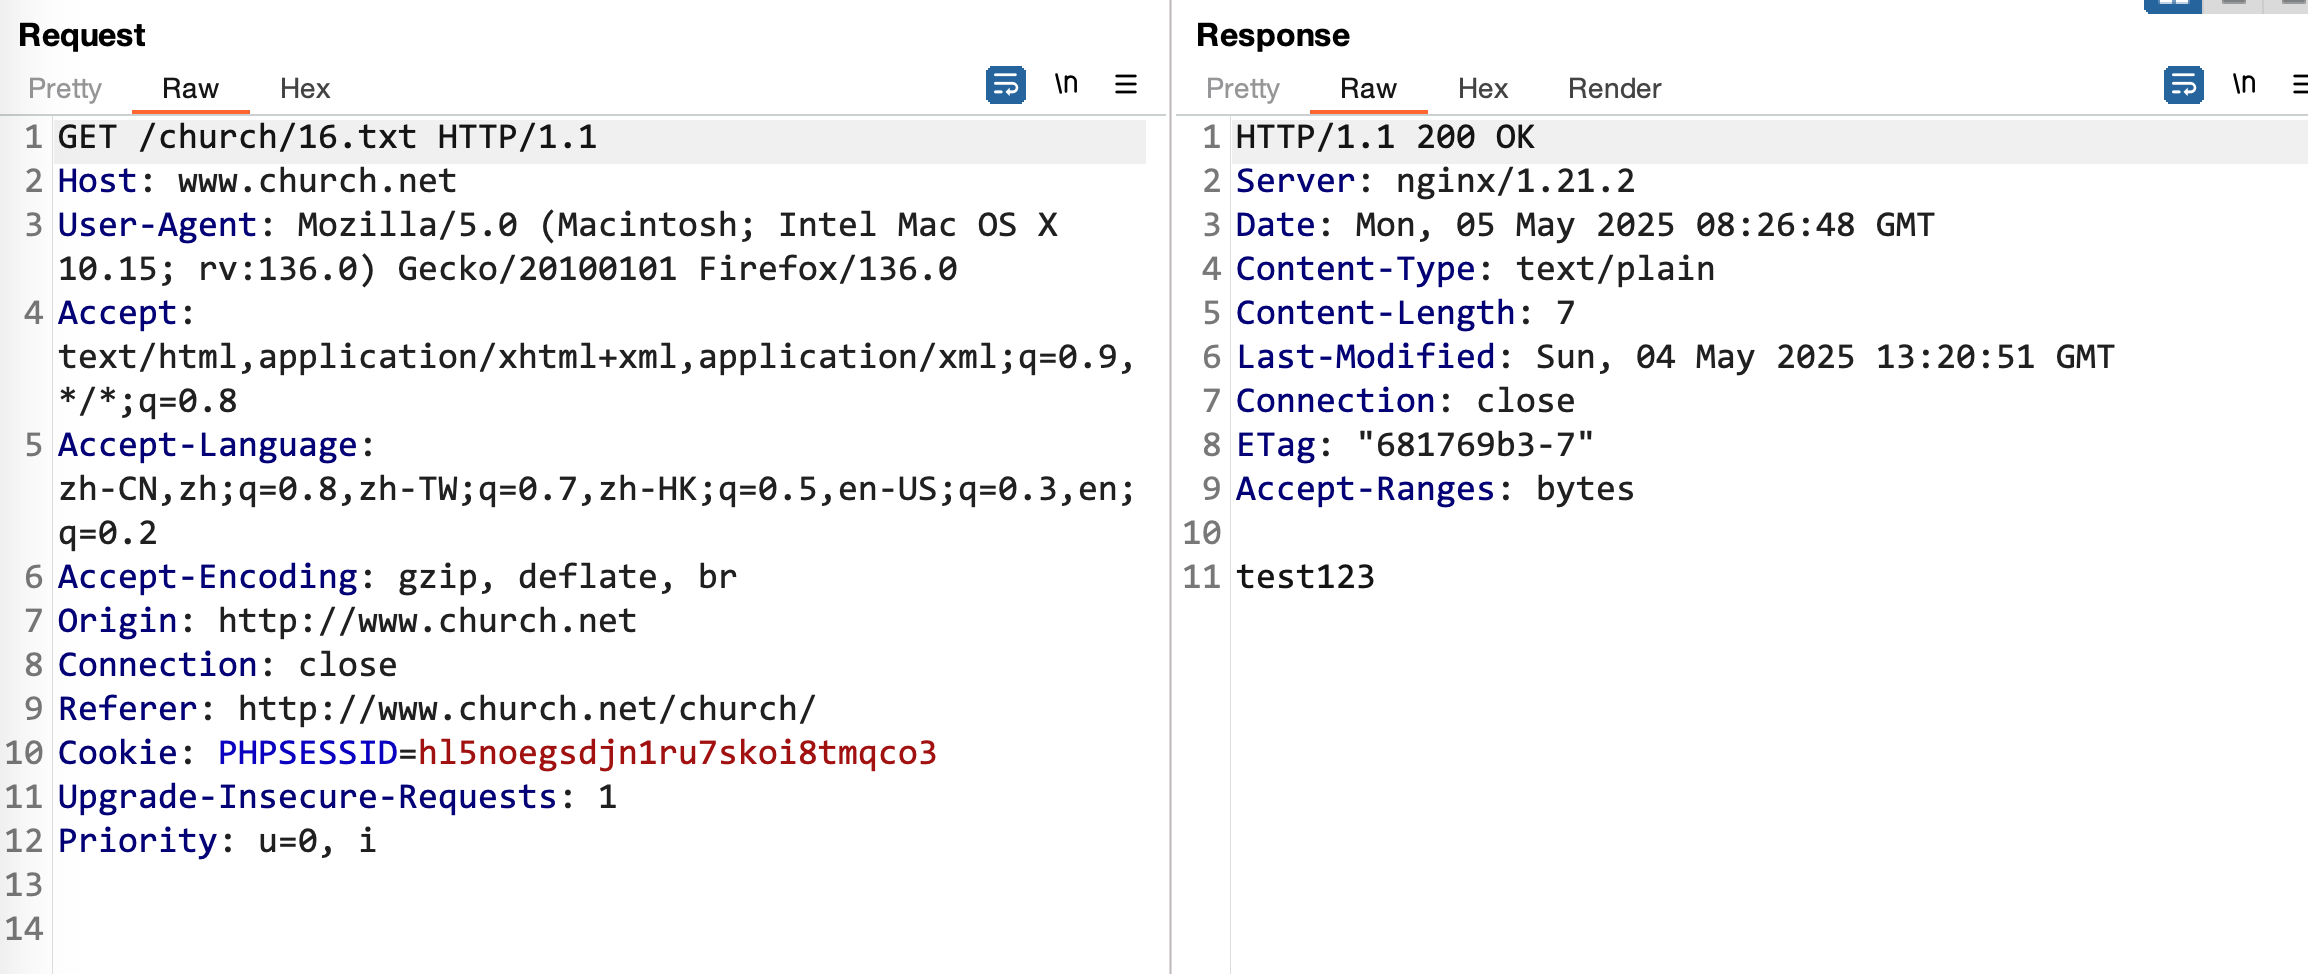 Request
Pretty Raw Hex \n
1 GET /church/16.txt HTTP/1.1
2 Host: www.church.net
3 User-Agent: Mozilla/5.0 (Macintosh; Intel Mac OS X
10.15; rv:136.0) Gecko/20100101 Firefox/136.0
4 Accept:
text/html,application/xhtml+xml,application/xml;q=0.9,
*/*;q=0.8
5 Accept-Language:
zh-CN,zh;q=0.8,zh-TW;q=0.7,zh-HK;q=0.5,en-US;q=0.3,en;
q=0.2
6 Accept-Encoding: gzip, deflate, br
7 Origin: http://www.church.net
8 Connection: close
9 Referer: http://www.church.net/church/
10 Cookie: PHPSESSID=hl5noegsdjn1ru7skoi8tmqco3
11 Upgrade-Insecure-Requests: 1
12 Priority: u=0, i
13
14
Response
Pretty Raw Hex Render \n
1 HTTP/1.1 200 OK
2 Server: nginx/1.21.2
3 Date: Mon, 05 May 2025 08:26:48 GMT
4 Content-Type: text/plain
5 Content-Length: 7
6 Last-Modified: Sun, 04 May 2025 13:20:51 GMT
7 Connection: close
8 ETag: "681769b3-7"
9 Accept-Ranges: bytes
10
11 test123